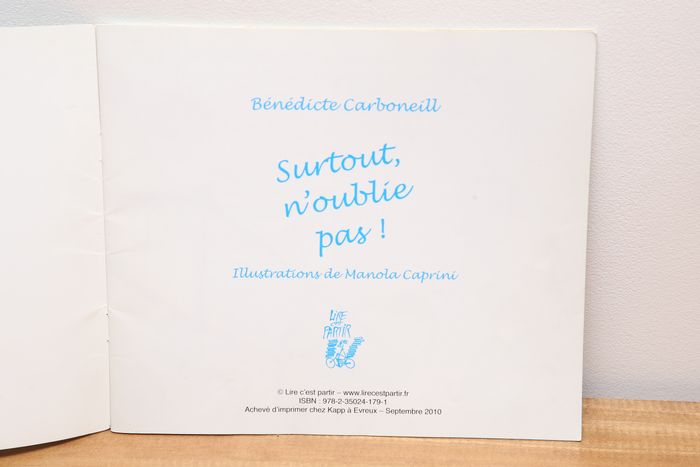 Bénédicte Carboneill
Surtout,
n'oublie
pas !
Illustrations de Manola Caprini
LIRE
C'EST
PARTIR
© Lire c'est partir – www.lirecestpartir.fr
ISBN : 978-2-35024-179-1
Achevé d'imprimer chez Kapp à Evreux – Septembre 2010